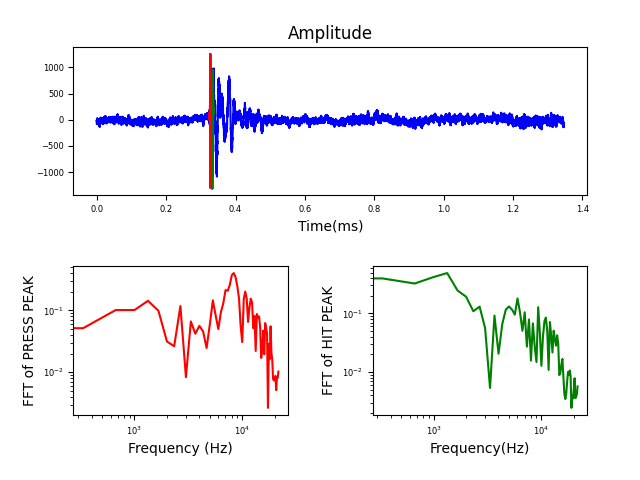 Amplitude
1000
500
0
−500
−1000
0.0 0.2 0.4 0.6 0.8 1.0 1.2 1.4
Time(ms)
FFT of PRESS PEAK
10⁻¹
10⁻²
10³ 10⁴
Frequency (Hz)
FFT of HIT PEAK
10⁻¹
10⁻²
10³ 10⁴
Frequency(Hz)